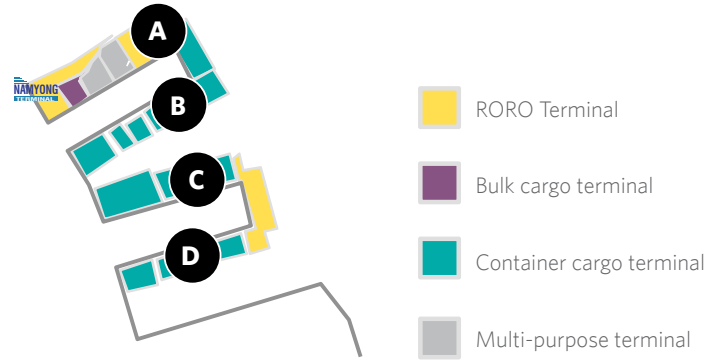 A
NAMYONG
TERMINAL
B
C
D
RORO Terminal
Bulk cargo terminal
Container cargo terminal
Multi-purpose terminal